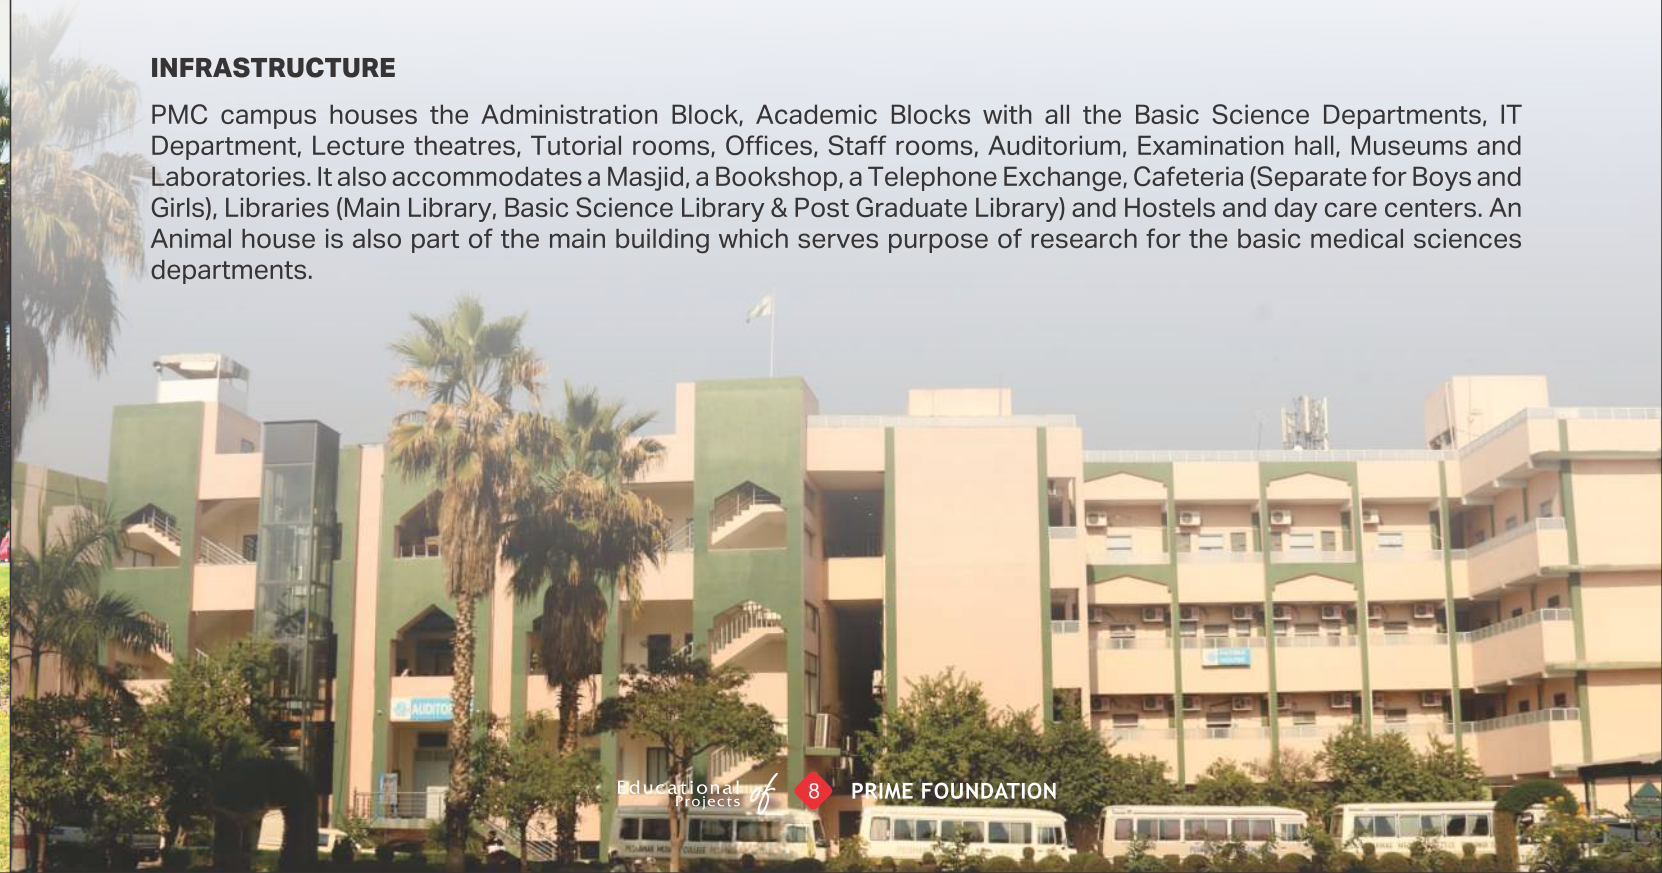 INFRASTRUCTURE
PMC campus houses the Administration Block, Academic Blocks with all the Basic Science Departments, IT
Department, Lecture theatres, Tutorial rooms, Offices, Staff rooms, Auditorium, Examination hall, Museums and
Laboratories. It also accommodates a Masjid, a Bookshop, a Telephone Exchange, Cafeteria (Separate for Boys and
Girls), Libraries (Main Library, Basic Science Library & Post Graduate Library) and Hostels and day care centers. An
Animal house is also part of the main building which serves purpose of research for the basic medical sciences
departments.
AUDITO
Educational
Projects
of
8
PRIME FOUNDATION